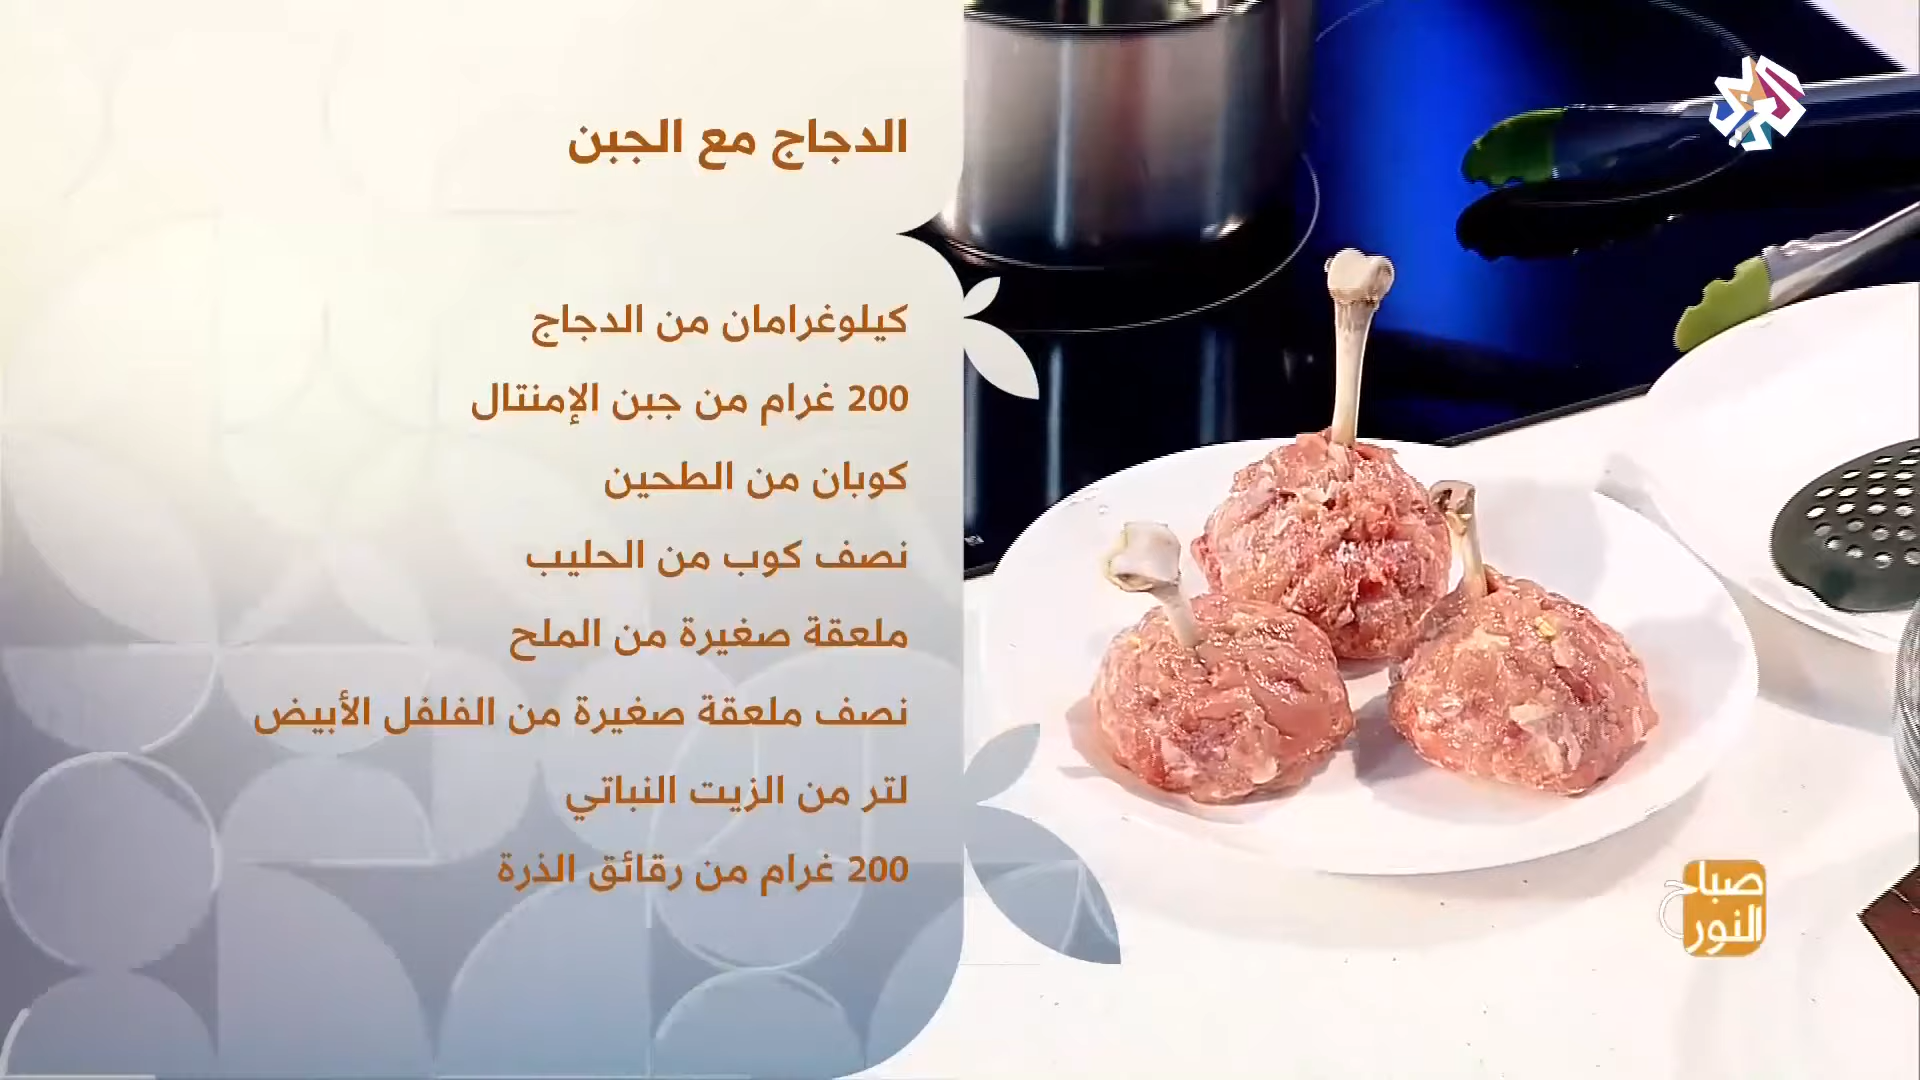 الدجاج مع الجبن
كيلوغرامان من الدجاج
200 غرام من جبن الإمنتال
كوبان من الطحين
نصف كوب من الحليب
ملعقة صغيرة من الملح
نصف ملعقة صغيرة من الفلفل الأبيض
لتر من الزيت النباتي
200 غرام من رقائق الذرة
العربي
صباح
النور